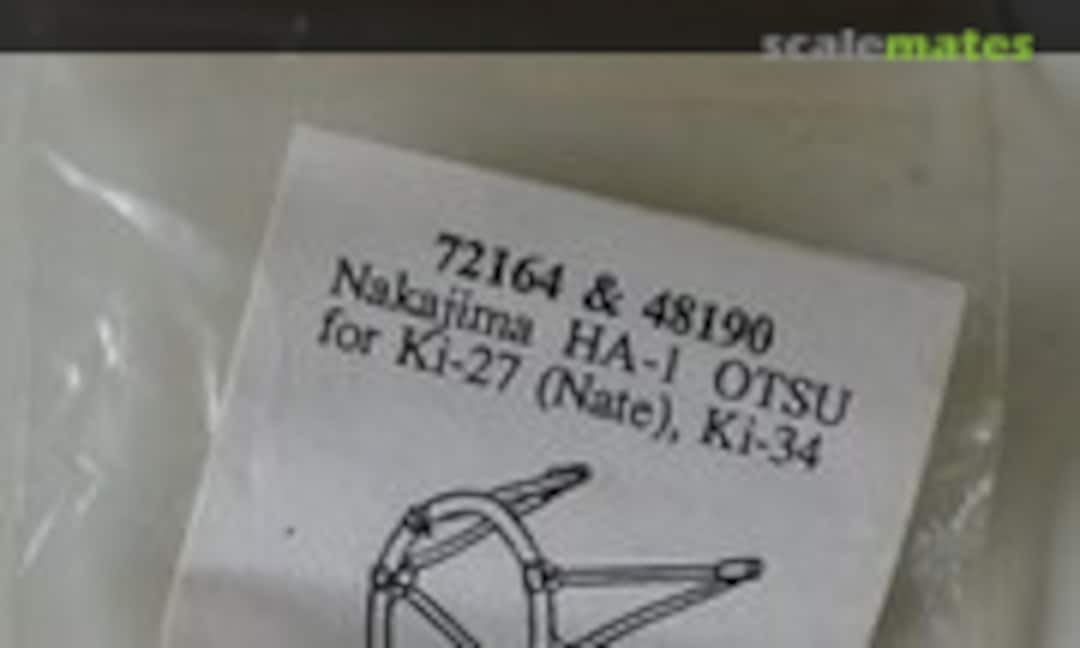 scalemates
72164 & 48190
Nakajima HA-1 OTSU
for Ki-27 (Nate), Ki-34